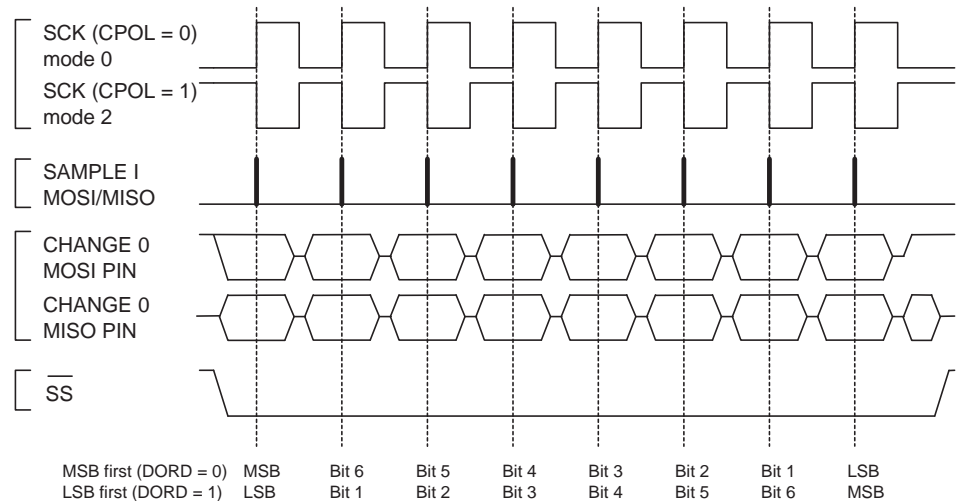 SCK (CPOL = 0)
mode 0
SCK (CPOL = 1)
mode 2
SAMPLE I
MOSI/MISO
CHANGE 0
MOSI PIN
CHANGE 0
MISO PIN
SS
MSB first (DORD = 0) MSB Bit 6 Bit 5 Bit 4 Bit 3 Bit 2 Bit 1 LSB
LSB first (DORD = 1) LSB Bit 1 Bit 2 Bit 3 Bit 4 Bit 5 Bit 6 MSB